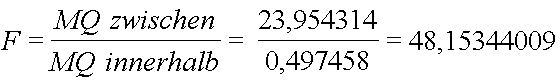 F = MQ zwischen / MQ innerhalb = 23,954314 / 0,497458 = 48,15344009